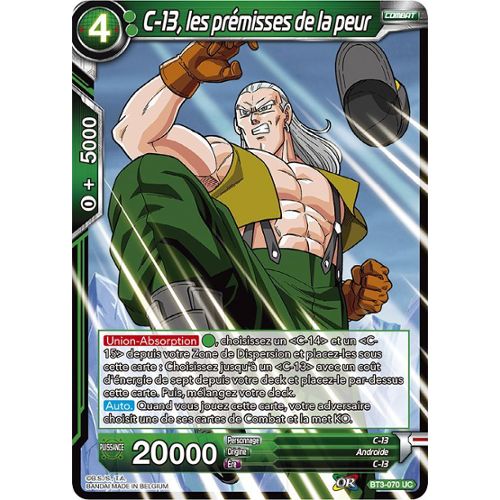 4
C-13, les prémisses de la peur
COMBAT
0 + 5000
Union-Absorption , choisissez un <C-14> et un <C-
15> depuis votre Zone de Dispersion et placez-les sous
cette carte : Choisissez jusqu'à un <C-13> avec un coût
d'énergie de sept depuis votre deck et placez-le par-dessus
cette carte. Puis, mélangez votre deck.
Auto. Quand vous jouez cette carte, votre adversaire
choisit une de ses cartes de Combat et la met KO.
PUISSANCE
20000
Personnage C-13
Origine Androïde
Ère C-13
©B.S./S., T.A.
BANDAI MADE IN BELGIUM
OR
BT3-070 UC